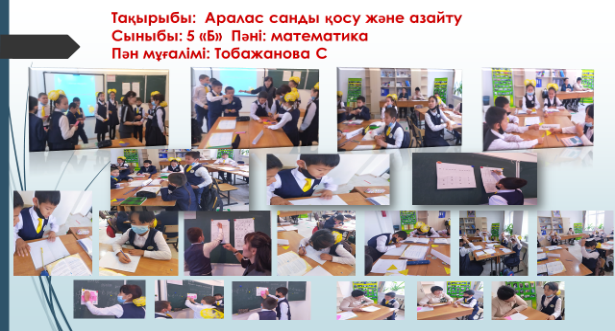 Тақырыбы: Аралас санды қосу және азайту
Сыныбы: 5 «Б» Пәні: математика
Пән мұғалімі: Тобажанова С